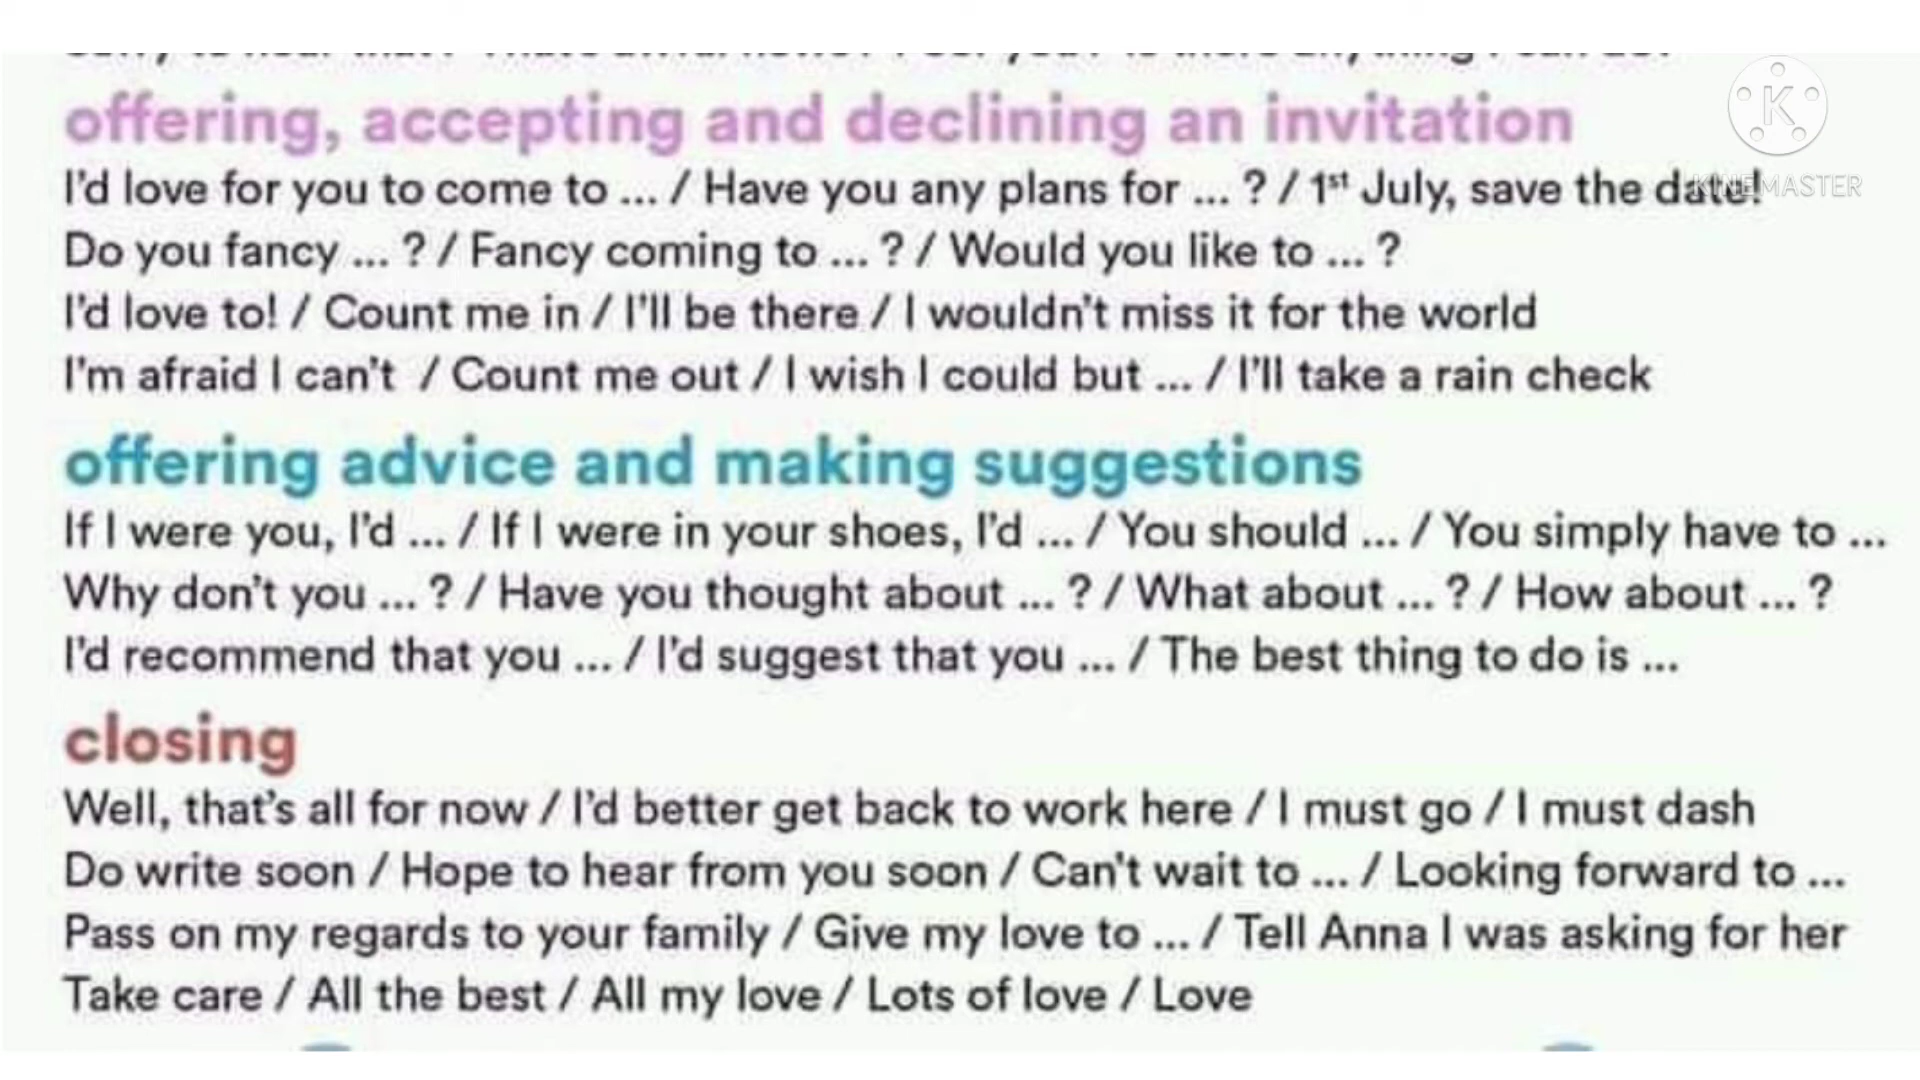 offering, accepting and declining an invitation
I'd love for you to come to ... / Have you any plans for ... ? / 1st July, save the date!
Do you fancy ... ? / Fancy coming to ... ? / Would you like to ... ?
I'd love to! / Count me in / I'll be there / I wouldn't miss it for the world
I'm afraid I can't / Count me out / I wish I could but ... / I'll take a rain check
offering advice and making suggestions
If I were you, I'd ... / If I were in your shoes, I'd ... / You should ... / You simply have to ...
Why don't you ... ? / Have you thought about ... ? / What about ... ? / How about ... ?
I'd recommend that you ... / I'd suggest that you ... / The best thing to do is ...
closing
Well, that's all for now / I'd better get back to work here / I must go / I must dash
Do write soon / Hope to hear from you soon / Can't wait to ... / Looking forward to ...
Pass on my regards to your family / Give my love to ... / Tell Anna I was asking for her
Take care / All the best / All my love / Lots of love / Love
K
KINEMASTER